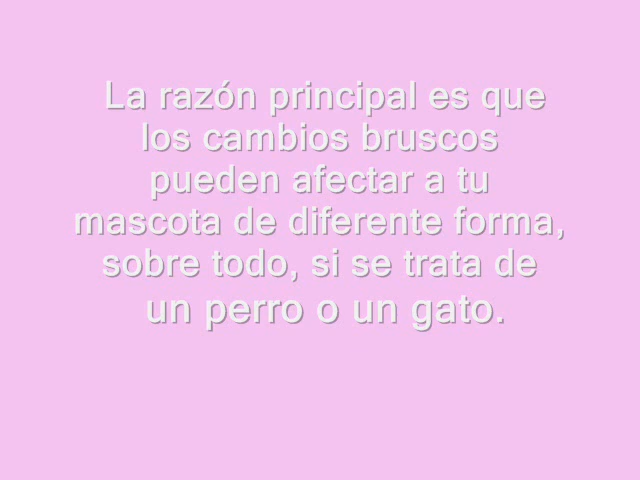 La razón principal es que
los cambios bruscos
pueden afectar a tu
mascota de diferente forma,
sobre todo, si se trata de
un perro o un gato.